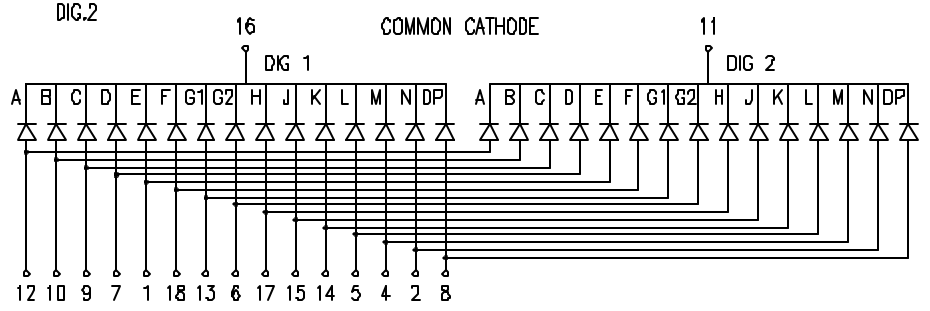 DIG.2
16 COMMON CATHODE 11
DIG 1 DIG 2
A B C D E F G1 G2 H J K L M N DP A B C D E F G1 G2 H J K L M N DP
12 10 9 7 1 18 13 6 17 15 14 5 4 2 8